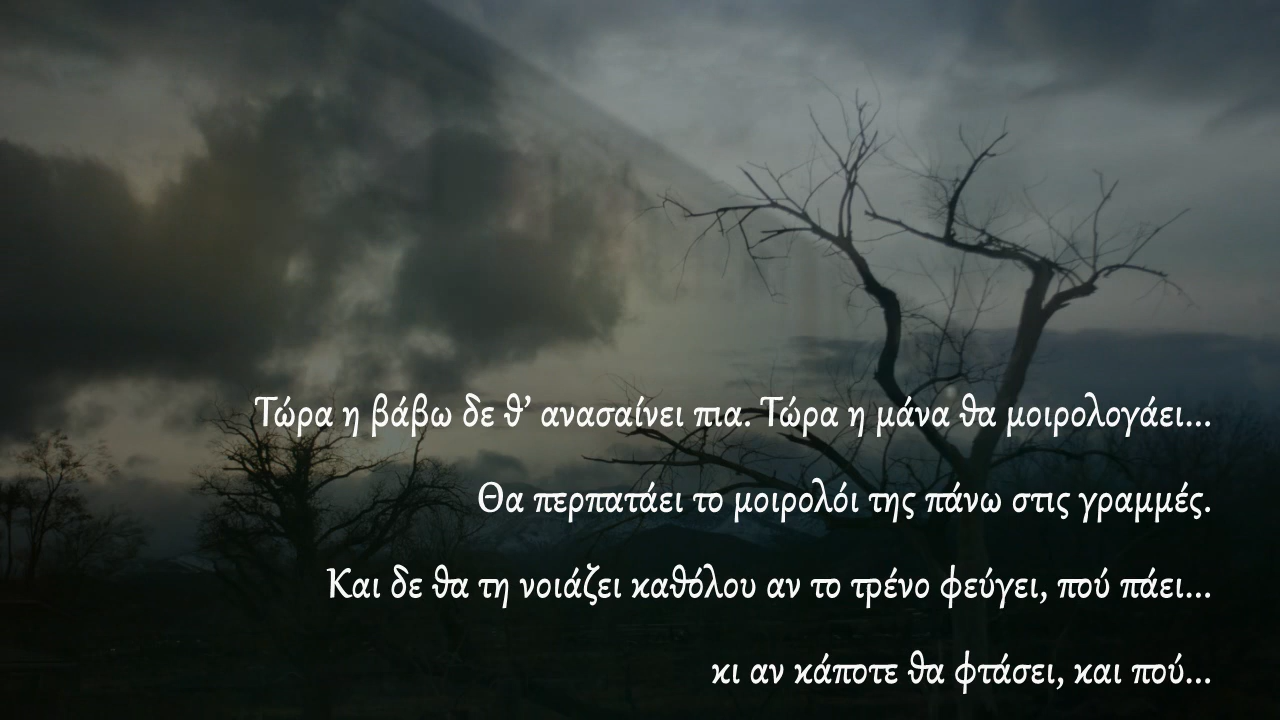 Τώρα η βάβω δε θ’ ανασαίνει πια. Τώρα η μάνα θα μοιρολογάει...
Θα περπατάει το μοιρολόι της πάνω στις γραμμές.
Και δε θα τη νοιάζει καθόλου αν το τρένο φεύγει, πού πάει...
κι αν κάποτε θα φτάσει, και πού...